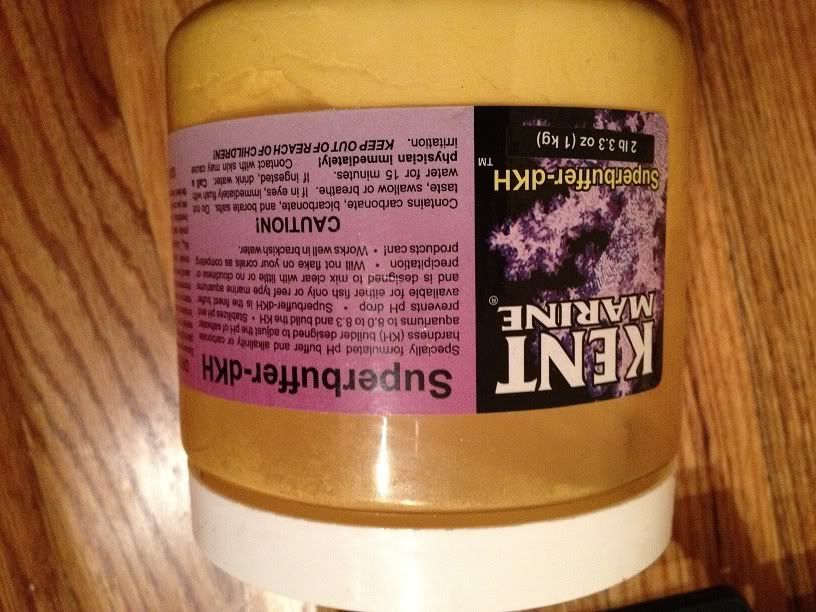 KENT
MARINE®
Superbuffer-dKH™
2 lb 3.3 oz (1 kg)
Superbuffer-dKH
Specially formulated pH buffer and alkalinity or carbonate
hardness (KH) builder designed to adjust the pH of saltwater
aquariums to 8.0 to 8.3 and build the KH • Stabilizes pH and
prevents pH drop • Superbuffer-dKH is the finest buffer
available for either fish only or reef type marine aquariums
and is designed to mix clear with little or no cloudiness or
precipitation • Will not flake on your corals as competing
products can! • Works well in brackish water.
CAUTION!
Contains carbonate, bicarbonate, and borate salts. Do not
taste, swallow or breathe. If in eyes, immediately flush with
water for 15 minutes. If ingested, drink water. Call a
physician immediately! Contact with skin may cause
irritation. KEEP OUT OF REACH OF CHILDREN!